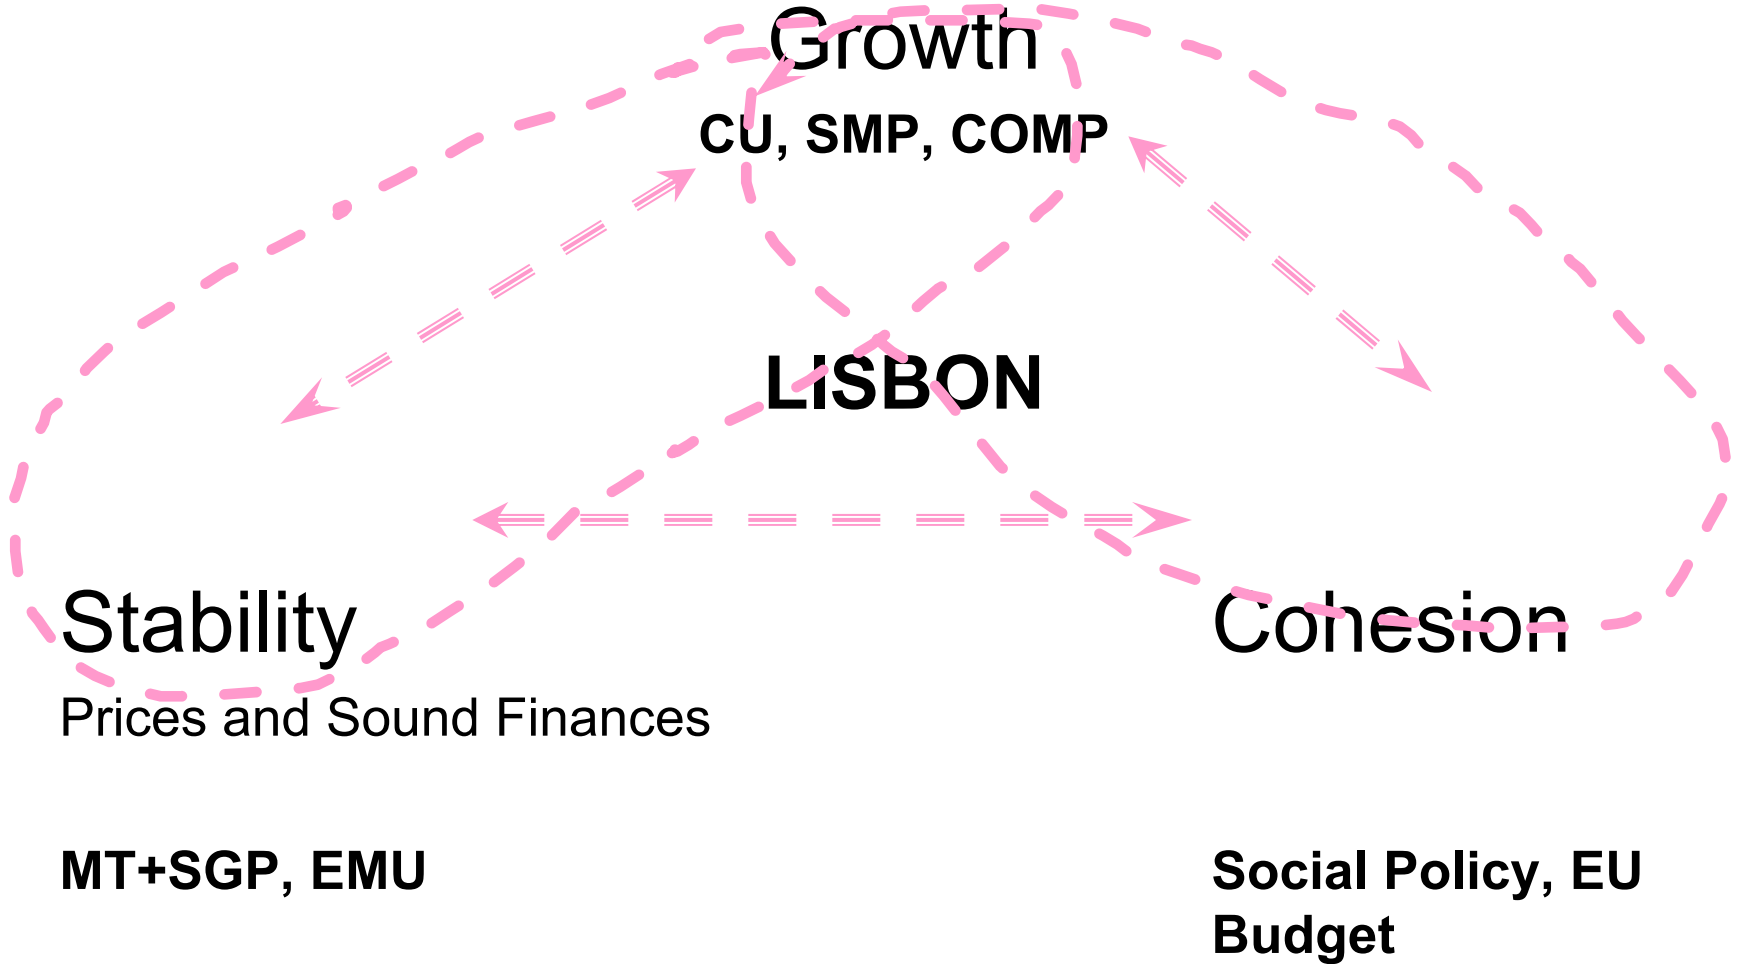 Growth
CU, SMP, COMP
LISBON
Stability
Cohesion
Prices and Sound Finances
MT+SGP, EMU
Social Policy, EU
Budget